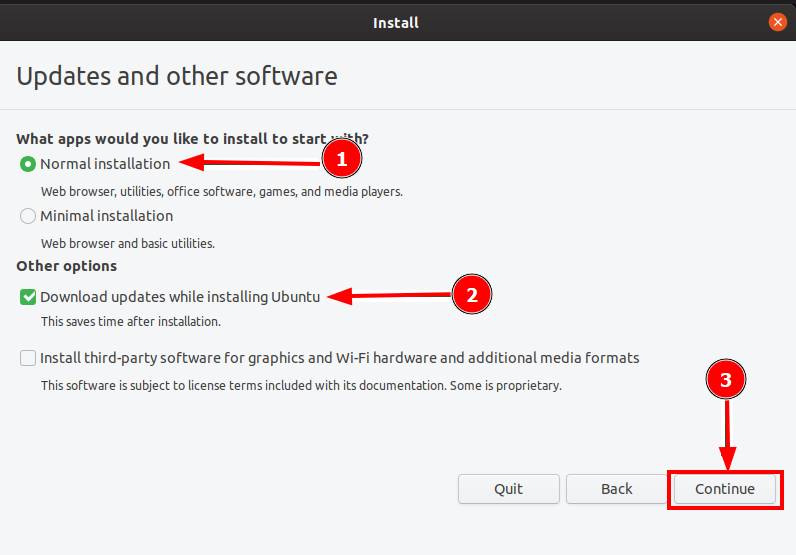 Install
Updates and other software
What apps would you like to install to start with?
Normal installation
1
Web browser, utilities, office software, games, and media players.
Minimal installation
Web browser and basic utilities.
Other options
Download updates while installing Ubuntu
2
This saves time after installation.
Install third-party software for graphics and Wi-Fi hardware and additional media formats
This software is subject to license terms included with its documentation. Some is proprietary.
3
Quit
Back
Continue